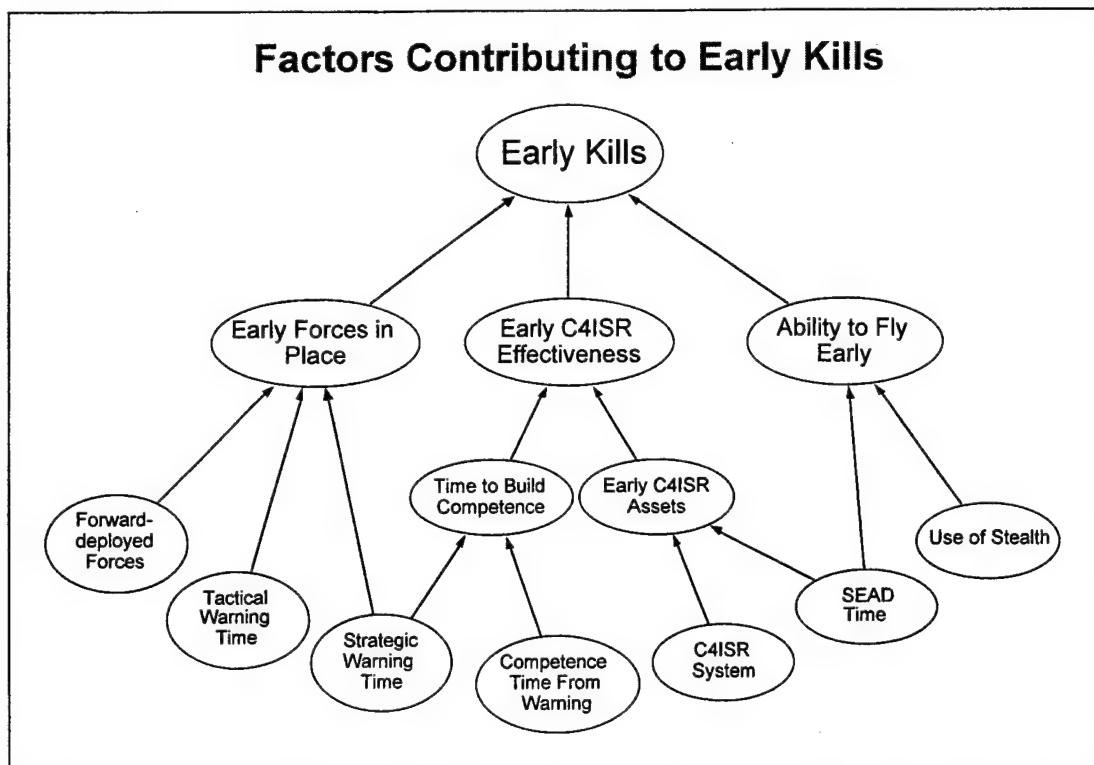 Factors Contributing to Early Kills
Early Kills
Early Forces in
Place
Early C4ISR
Effectiveness
Ability to Fly
Early
Time to Build
Competence
Early C4ISR
Assets
Forward-
deployed
Forces
Use of Stealth
Tactical
Warning
Time
SEAD
Time
Strategic
Warning
Time
Competence
Time From
Warning
C4ISR
System